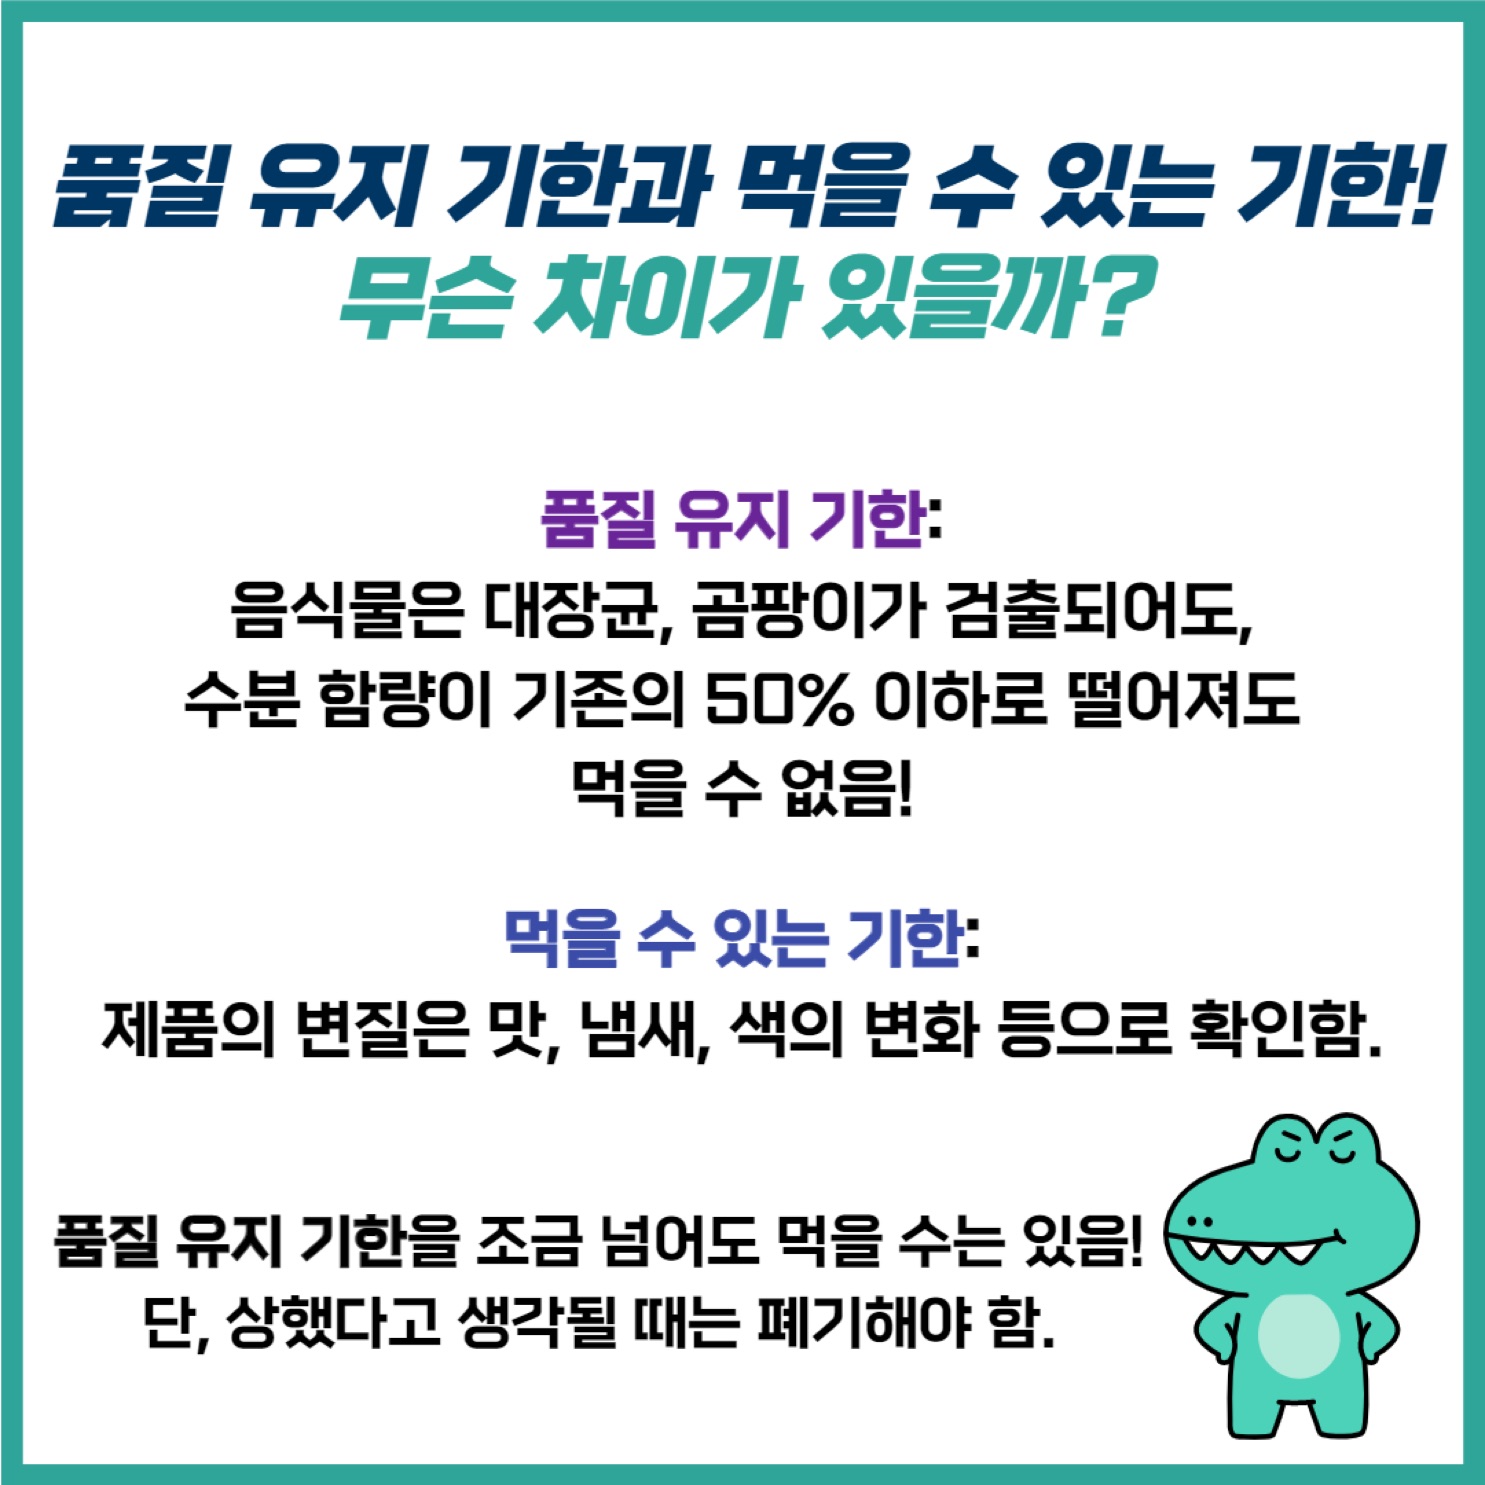 품질 유지 기한과 먹을 수 있는 기한!
무슨 차이가 있을까?
품질 유지 기한:
음식물은 대장균, 곰팡이가 검출되어도,
수분 함량이 기존의 50% 이하로 떨어져도
먹을 수 없음!
먹을 수 있는 기한:
제품의 변질은 맛, 냄새, 색의 변화 등으로 확인함.
품질 유지 기한을 조금 넘어도 먹을 수는 있음!
단, 상했다고 생각될 때는 폐기해야 함.